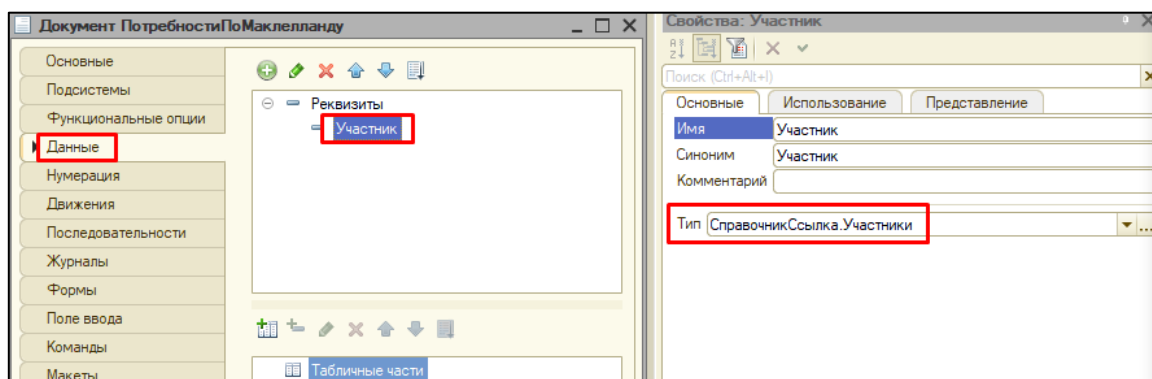 Документ ПотребностиПоМаклелланду
Основные
Подсистемы
Функциональные опции
Данные
Нумерация
Движения
Последовательности
Журналы
Формы
Поле ввода
Команды
Макеты
Реквизиты
Участник
Табличные части
Свойства: Участник
Поиск (Ctrl+Alt+I)
Основные Использование Представление
Имя Участник
Синоним Участник
Комментарий
Тип СправочникСсылка.Участники